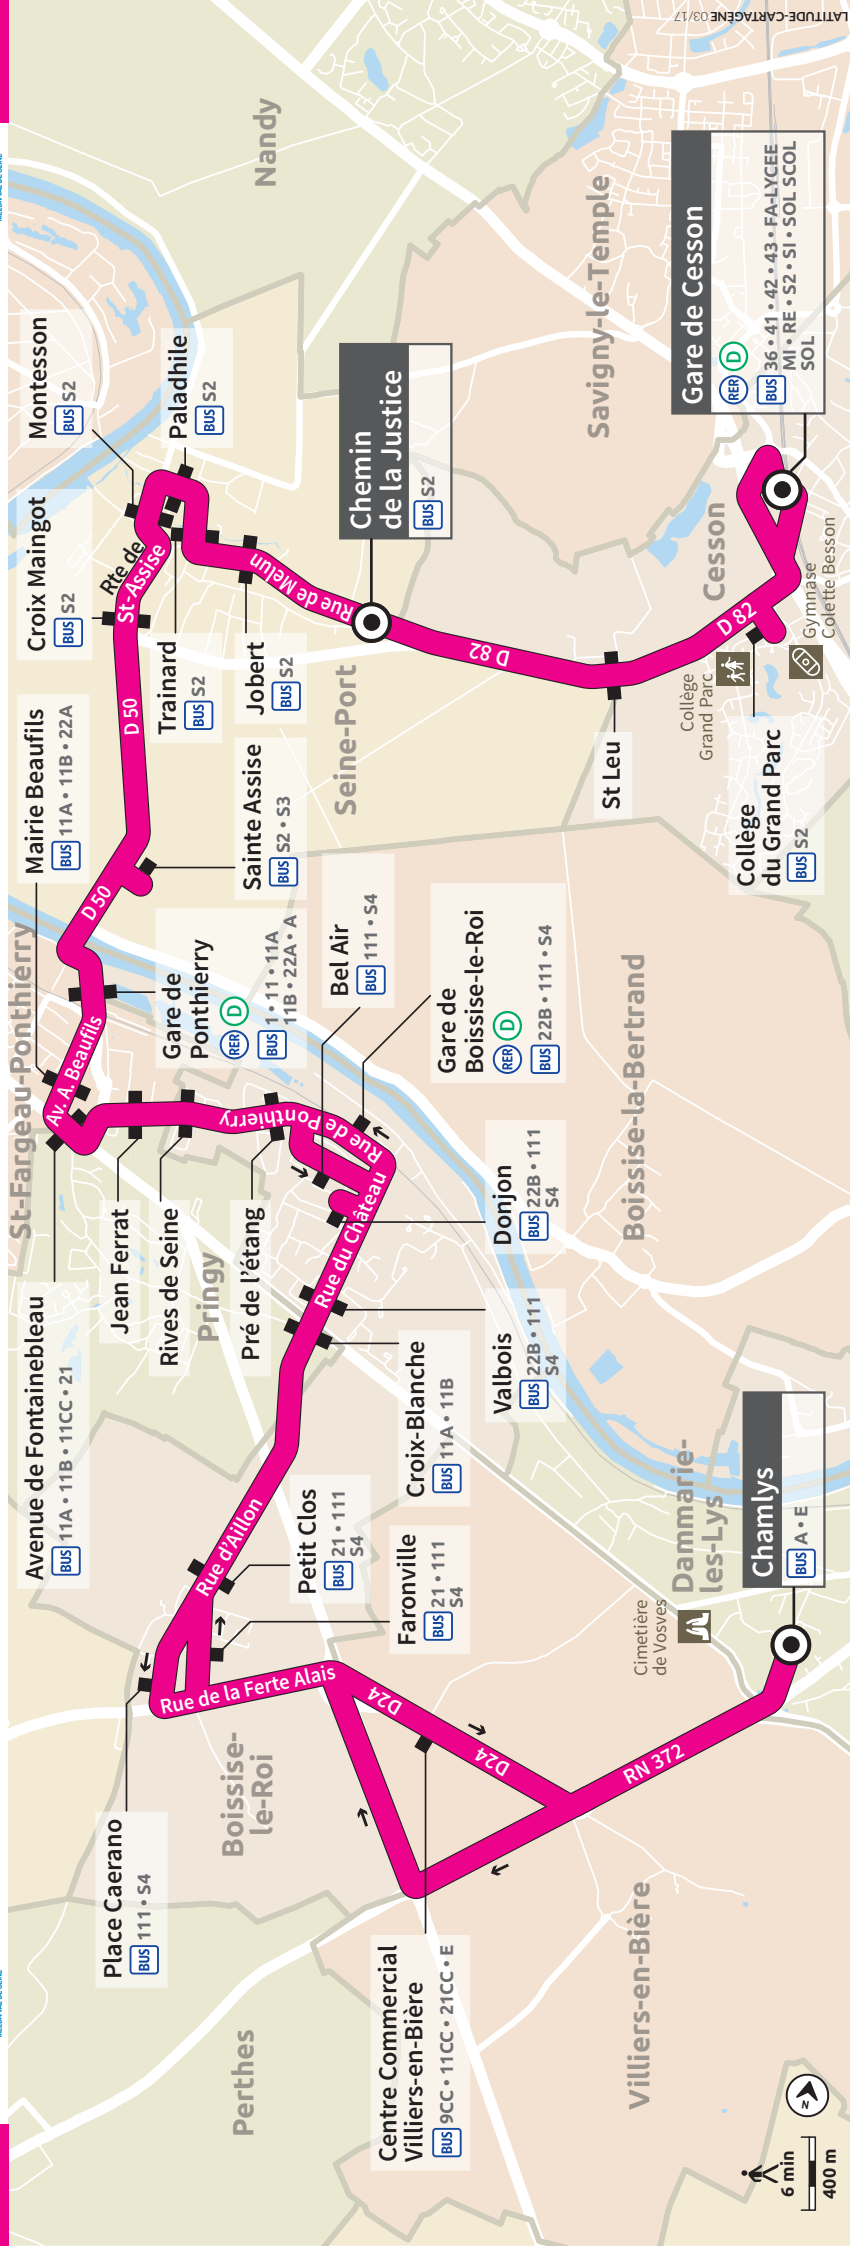 LATITUDE-CARTAGÈNE 03/17
Nandy
Savigny-le-Temple
Cesson
Seine-Port
St-Fargeau-Ponthierry
Pringy
Boissise-la-Bertrand
Dammarie-
les-Lys
Boissise-
le-Roi
Perthes
Villiers-en-Bière
Gare de Cesson
RER D
BUS 36 • 41 • 42 • 43 • FA-LYCEE
MI • RE • S2 • SI • SOL SCOL
SOL
Gymnase
Colette Besson
Collège
Grand Parc
Collège
du Grand Parc
BUS S2
St Leu
D 82
D 82
Chemin
de la Justice
BUS S2
Rue de Melun
Jobert
BUS S2
Trainard
BUS S2
Paladhile
BUS S2
Montesson
BUS S2
Croix Maingot
BUS S2
Rte de
St-Assise
D 50
Sainte Assise
BUS S2 • S3
D 50
Gare de
Ponthierry
RER D
BUS 1 • 11 • 11A
11B • 22A • A
Mairie Beaufils
BUS 11A • 11B • 22A
Av. A. Beaufils
Avenue de Fontainebleau
BUS 11A • 11B • 11CC • 21
Jean Ferrat
Rives de Seine
Pré de l'étang
Rue de Ponthierry
Bel Air
BUS 111 • S4
Gare de
Boissise-le-Roi
RER D
BUS 22B • 111 • S4
Rue du Château
Donjon
BUS 22B • 111
S4
Valbois
BUS 22B • 111
S4
Croix-Blanche
BUS 11A • 11B
Rue d'Aillon
Petit Clos
BUS 21 • 111
S4
Faronville
BUS 21 • 111
S4
Place Caerano
BUS 111 • S4
Rue de la Ferte Alais
D24
D24
Centre Commercial
Villiers-en-Bière
BUS 9CC • 11CC • 21CC • E
RN 372
Cimetière
de Vosves
Chamlys
BUS A • E
N
6 min
400 m